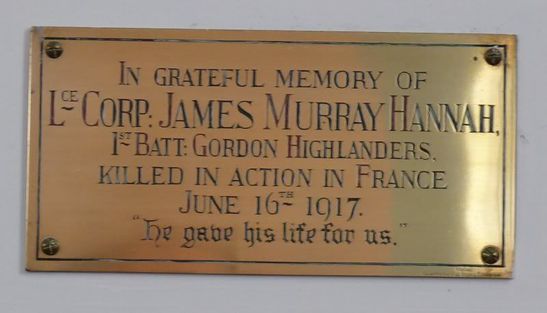 IN GRATEFUL MEMORY OF
LCE CORP: JAMES MURRAY HANNAH,
1ST BATT: GORDON HIGHLANDERS.
KILLED IN ACTION IN FRANCE
JUNE 16TH 1917.
"he gave his life for us."